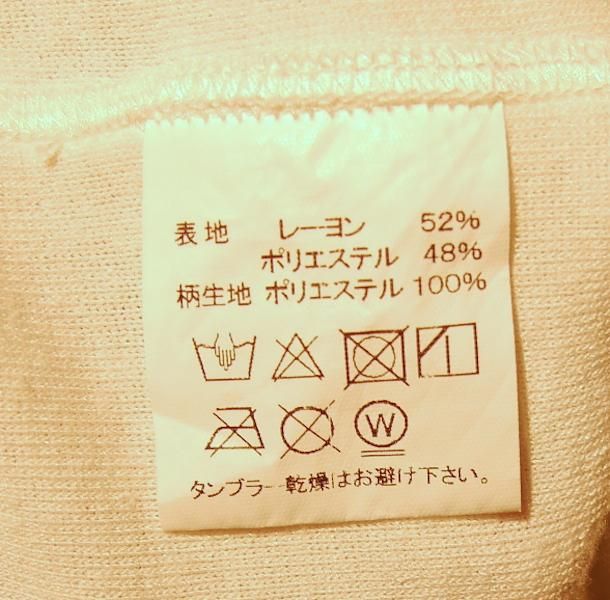 表地 レーヨン 52%
ポリエステル 48%
柄生地 ポリエステル 100%
W
タンブラー乾燥はお避け下さい。